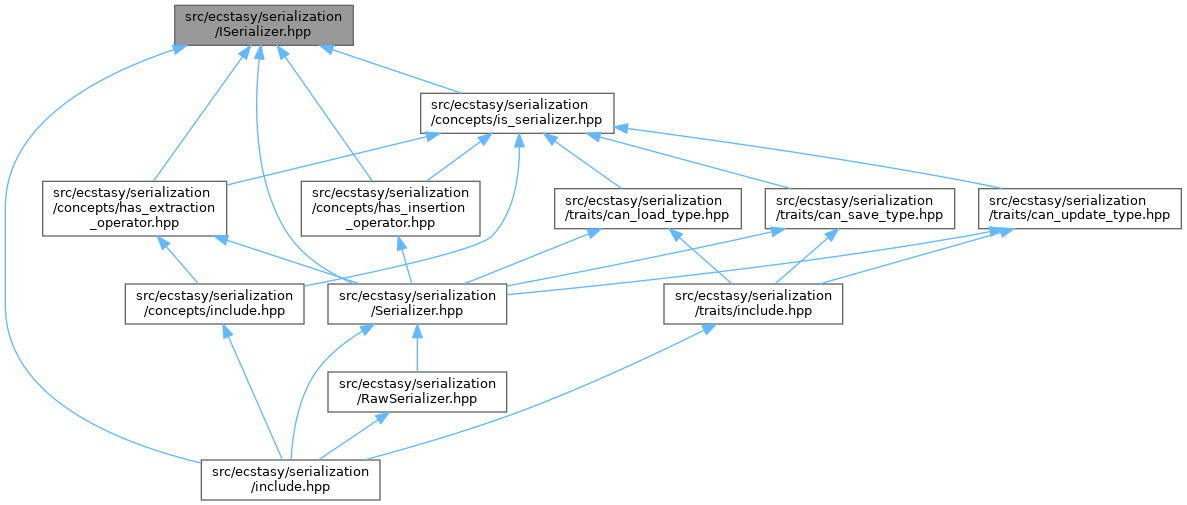 src/ecstasy/serialization
/ISerializer.hpp
src/ecstasy/serialization
/concepts/is_serializer.hpp
src/ecstasy/serialization
/concepts/has_extraction
_operator.hpp
src/ecstasy/serialization
/concepts/has_insertion
_operator.hpp
src/ecstasy/serialization
/traits/can_load_type.hpp
src/ecstasy/serialization
/traits/can_save_type.hpp
src/ecstasy/serialization
/traits/can_update_type.hpp
src/ecstasy/serialization
/concepts/include.hpp
src/ecstasy/serialization
/Serializer.hpp
src/ecstasy/serialization
/traits/include.hpp
src/ecstasy/serialization
/RawSerializer.hpp
src/ecstasy/serialization
/include.hpp